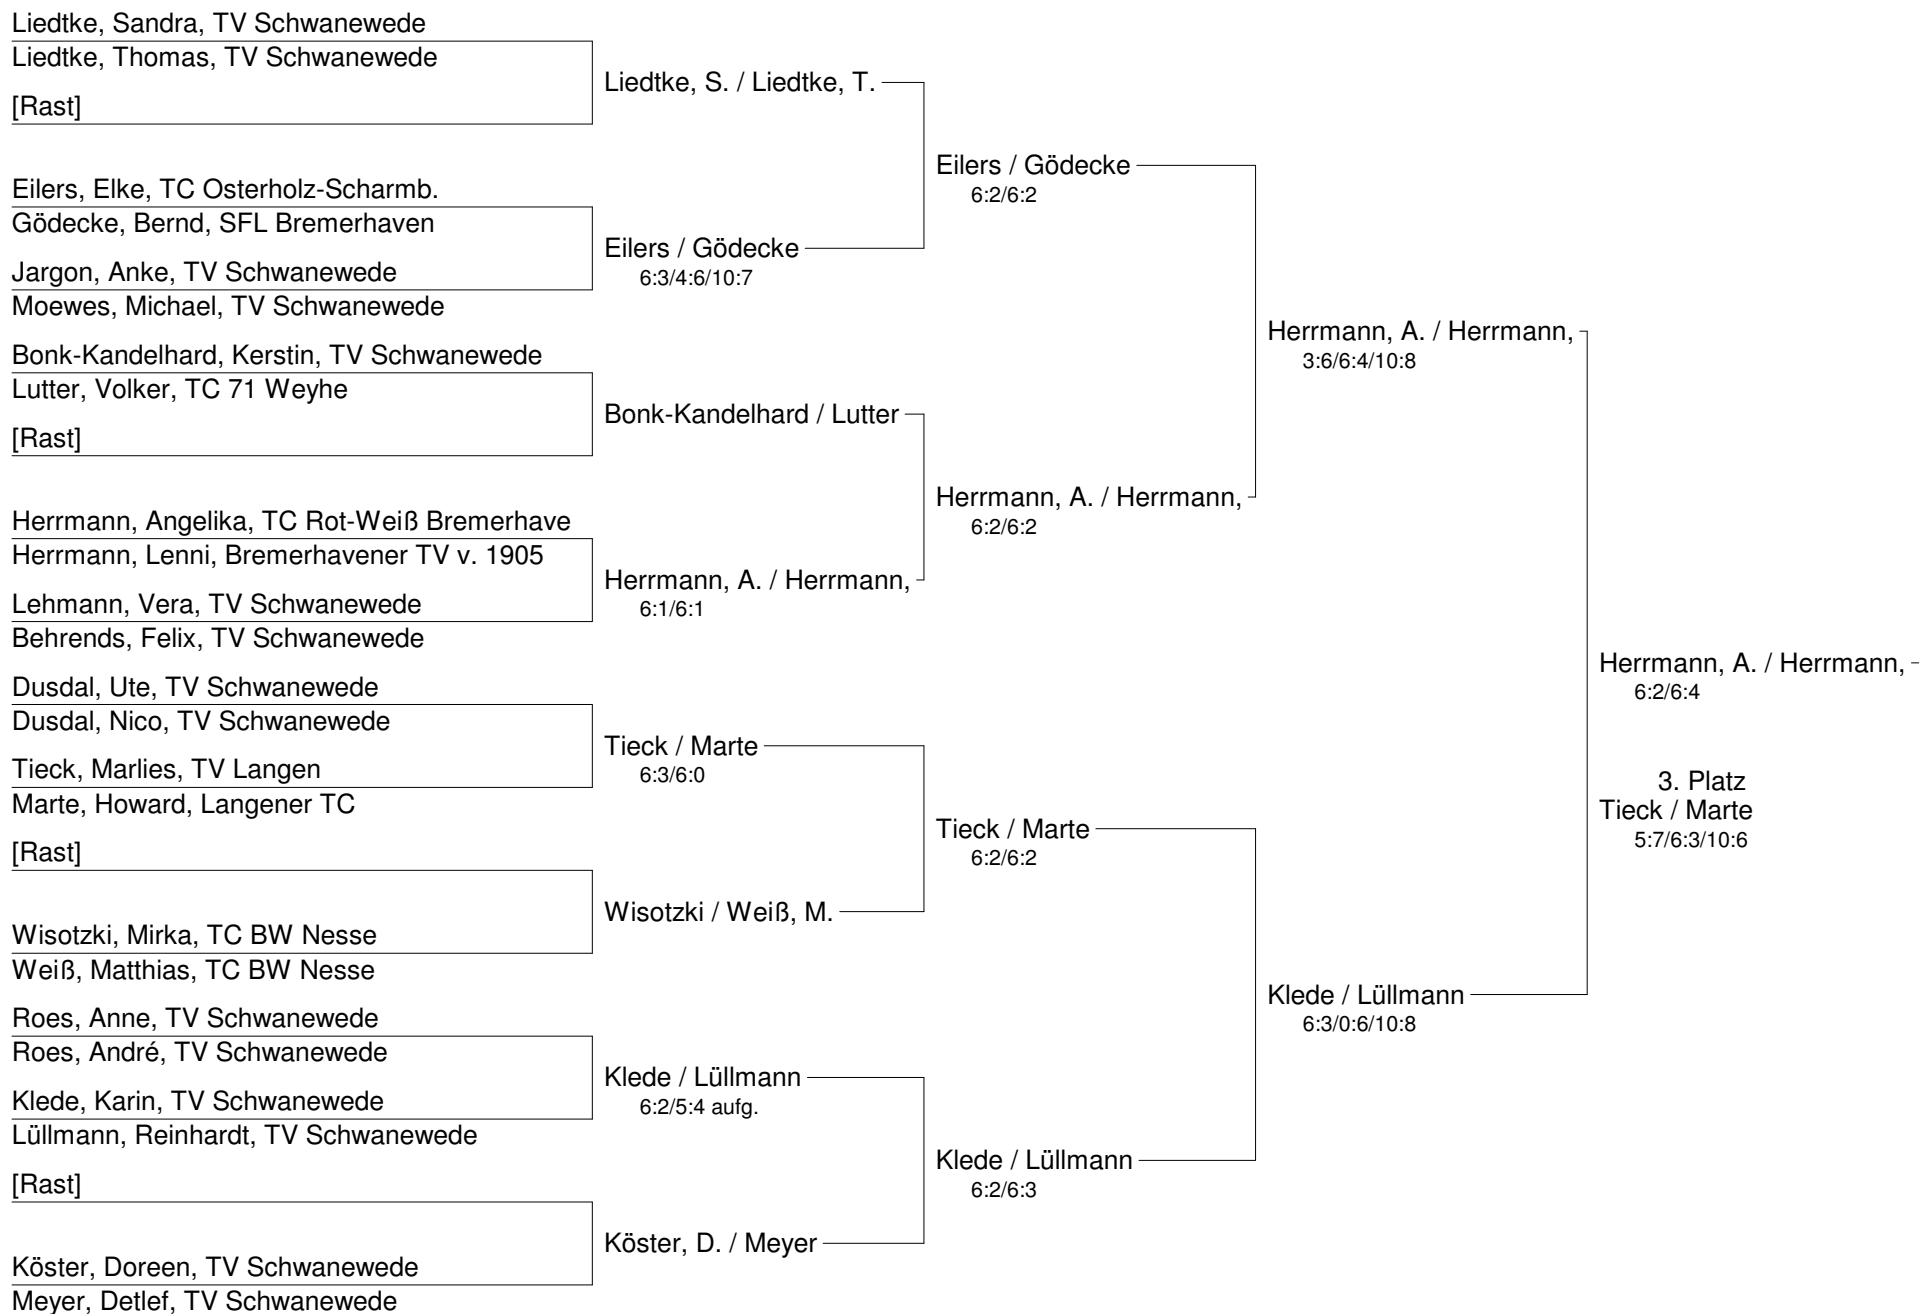 Liedtke, Sandra, TV Schwanewede
Liedtke, Thomas, TV Schwanewede
[Rast]
Eilers, Elke, TC Osterholz-Scharmb.
Gödecke, Bernd, SFL Bremerhaven
Jargon, Anke, TV Schwanewede
Moewes, Michael, TV Schwanewede
Bonk-Kandelhard, Kerstin, TV Schwanewede
Lutter, Volker, TC 71 Weyhe
[Rast]
Herrmann, Angelika, TC Rot-Weiß Bremerhave
Herrmann, Lenni, Bremerhavener TV v. 1905
Lehmann, Vera, TV Schwanewede
Behrends, Felix, TV Schwanewede
Dusdal, Ute, TV Schwanewede
Dusdal, Nico, TV Schwanewede
Tieck, Marlies, TV Langen
Marte, Howard, Langener TC
[Rast]
Wisotzki, Mirka, TC BW Nesse
Weiß, Matthias, TC BW Nesse
Roes, Anne, TV Schwanewede
Roes, André, TV Schwanewede
Klede, Karin, TV Schwanewede
Lüllmann, Reinhardt, TV Schwanewede
[Rast]
Köster, Doreen, TV Schwanewede
Meyer, Detlef, TV Schwanewede
Liedtke, S. / Liedtke, T.
Eilers / Gödecke
6:3/4:6/10:7
Bonk-Kandelhard / Lutter
Herrmann, A. / Herrmann,
6:1/6:1
Tieck / Marte
6:3/6:0
Wisotzki / Weiß, M.
Klede / Lüllmann
6:2/5:4 aufg.
Köster, D. / Meyer
Eilers / Gödecke
6:2/6:2
Herrmann, A. / Herrmann,
6:2/6:2
Tieck / Marte
6:2/6:2
Klede / Lüllmann
6:2/6:3
Herrmann, A. / Herrmann,
3:6/6:4/10:8
Klede / Lüllmann
6:3/0:6/10:8
Herrmann, A. / Herrmann,
6:2/6:4
3. Platz
Tieck / Marte
5:7/6:3/10:6